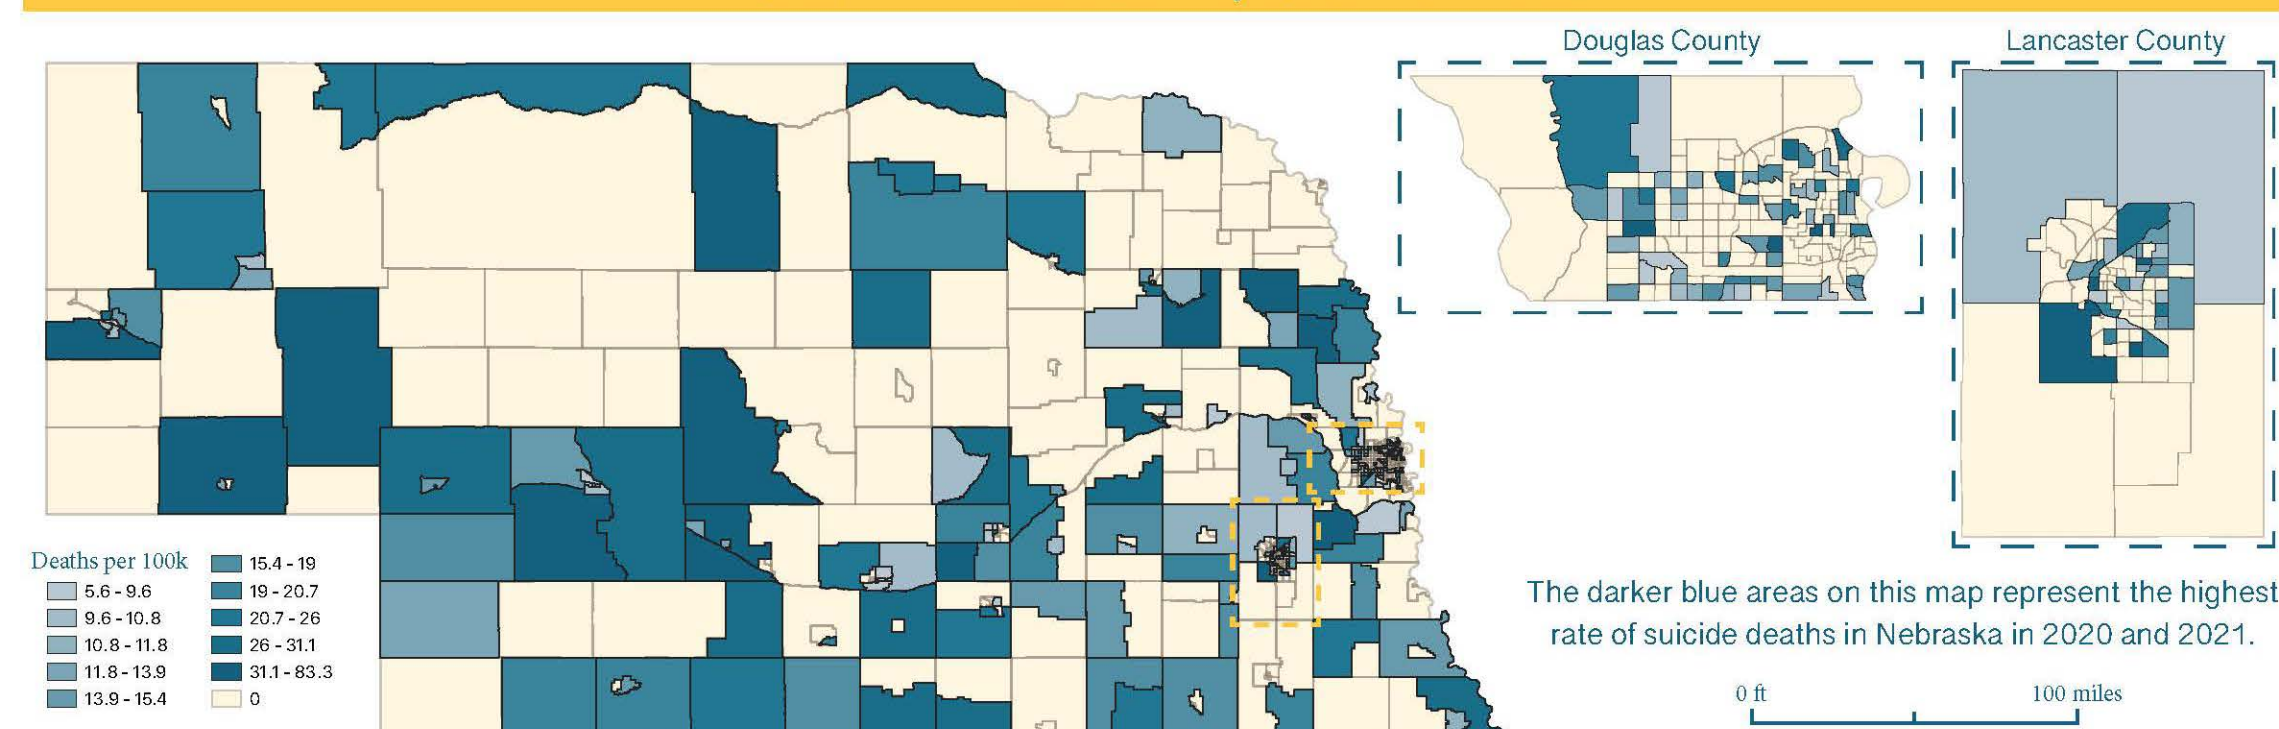 Douglas County
Lancaster County
Deaths per 100k
5.6 - 9.6
9.6 - 10.8
10.8 - 11.8
11.8 - 13.9
13.9 - 15.4
15.4 - 19
19 - 20.7
20.7 - 26
26 - 31.1
31.1 - 83.3
0
The darker blue areas on this map represent the highest
rate of suicide deaths in Nebraska in 2020 and 2021.
0 ft
100 miles